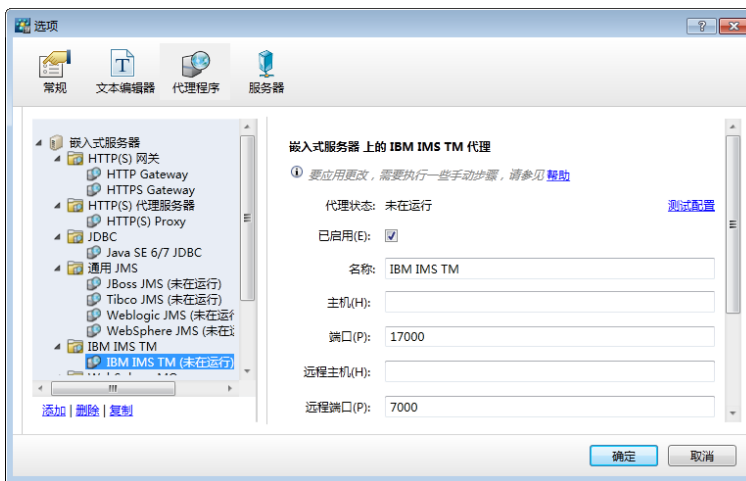 选项
常规
文本编辑器
代理程序
服务器
嵌入式服务器
HTTP(S) 网关
HTTP Gateway
HTTPS Gateway
HTTP(S) 代理服务器
HTTP(S) Proxy
JDBC
Java SE 6/7 JDBC
通用 JMS
JBoss JMS (未在运行)
Tibco JMS (未在运行)
Weblogic JMS (未在运行
WebSphere JMS (未在
IBM IMS TM
IBM IMS TM (未在运行)
添加 | 删除 | 复制
嵌入式服务器 上的 IBM IMS TM 代理
要应用更改，需要执行一些手动步骤，请参见 帮助
代理状态: 未在运行
测试配置
已启用(E):
名称: IBM IMS TM
主机(H):
端口(P): 17000
远程主机(H):
远程端口(P): 7000
确定
取消